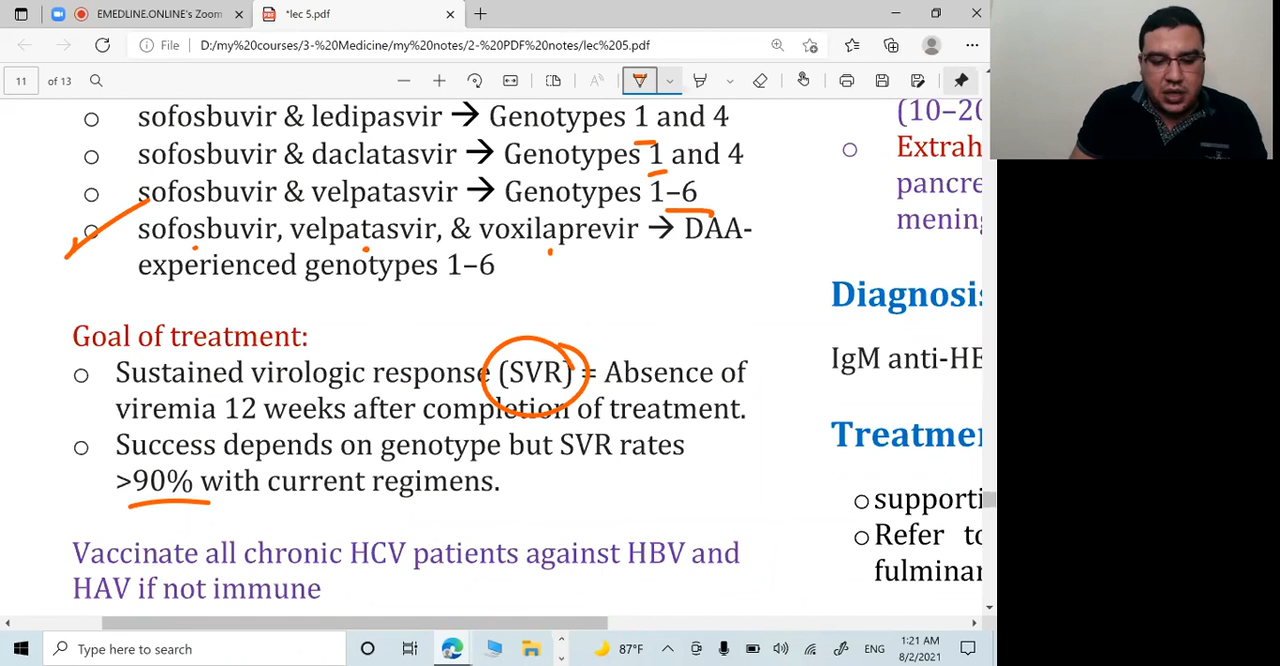 EMEDLINE.ONLINE's Zoom
*lec 5.pdf
File D:/my%20courses/3-%20Medicine/my%20notes/2-%20PDF%20notes/lec%205.pdf
11 of 13
○ sofosbuvir & ledipasvir → Genotypes 1 and 4
○ sofosbuvir & daclatasvir → Genotypes 1 and 4
○ sofosbuvir & velpatasvir → Genotypes 1–6
○ sofosbuvir, velpatasvir, & voxilaprevir → DAA-
experienced genotypes 1–6
Goal of treatment:
○ Sustained virologic response (SVR) = Absence of
viremia 12 weeks after completion of treatment.
○ Success depends on genotype but SVR rates
>90% with current regimens.
Vaccinate all chronic HCV patients against HBV and
HAV if not immune
(10–20
○ Extrah
pancre
mening
Diagnosis
IgM anti-HE
Treatmen
○ supporti
○ Refer to
fulminan
Type here to search
87°F
ENG
1:21 AM
8/2/2021